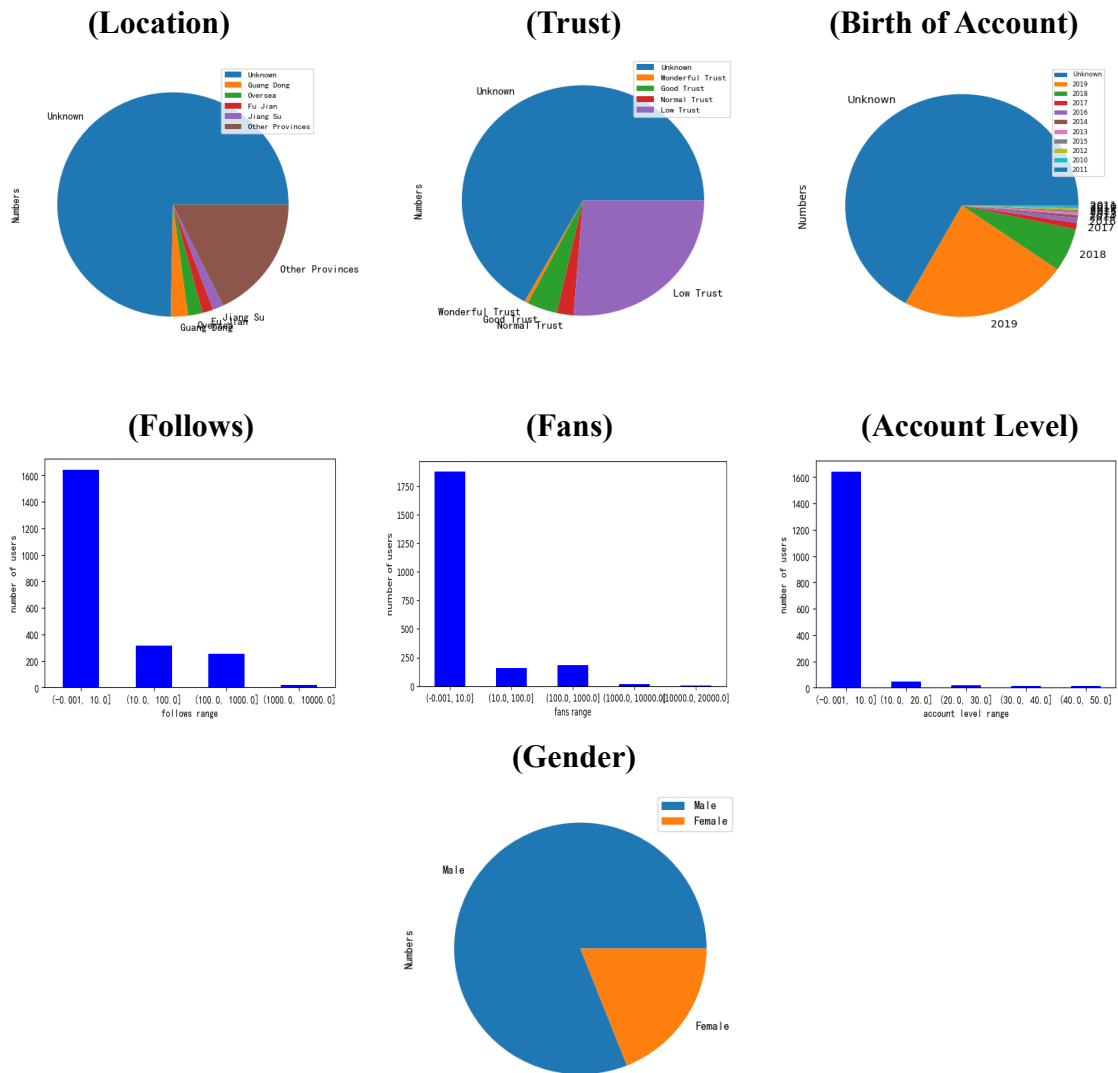 (Location)
(Trust)
(Birth of Account)
Unknown
Guang Dong
Oversea
Fu Jian
Jiang Su
Other Provinces
Unknown
Numbers
Other Provinces
Jiang Su
Fu Jian
Oversea
Guang Dong
Unknown
Wonderful Trust
Good Trust
Normal Trust
Low Trust
Unknown
Numbers
Low Trust
Wonderful Trust
Good Trust
Normal Trust
Unknown
2019
2018
2017
2016
2014
2013
2015
2012
2010
2011
Unknown
Numbers
2011
2016
2017
2018
2019
(Follows)
(Fans)
(Account Level)
1600
1400
1200
1000
800
600
400
200
0
number of users
(-0.001, 10.0]
(10.0, 100.0]
(100.0, 1000.0]
(1000.0, 10000.0]
follows range
1750
1500
1250
1000
750
500
250
0
number of users
(-0.001, 10.0]
(10.0, 100.0]
(100.0, 1000.0]
(1000.0, 10000.0]
(10000.0, 20000.0]
fans range
1600
1400
1200
1000
800
600
400
200
0
number of users
(-0.001, 10.0]
(10.0, 20.0]
(20.0, 30.0]
(30.0, 40.0]
(40.0, 50.0]
account level range
(Gender)
Male
Female
Male
Numbers
Female